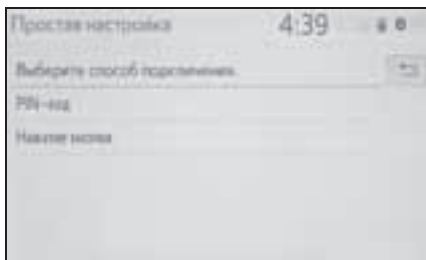 Простая настройка 4:39
Выберите способ подключения.
PIN-код
Нажатие кнопки